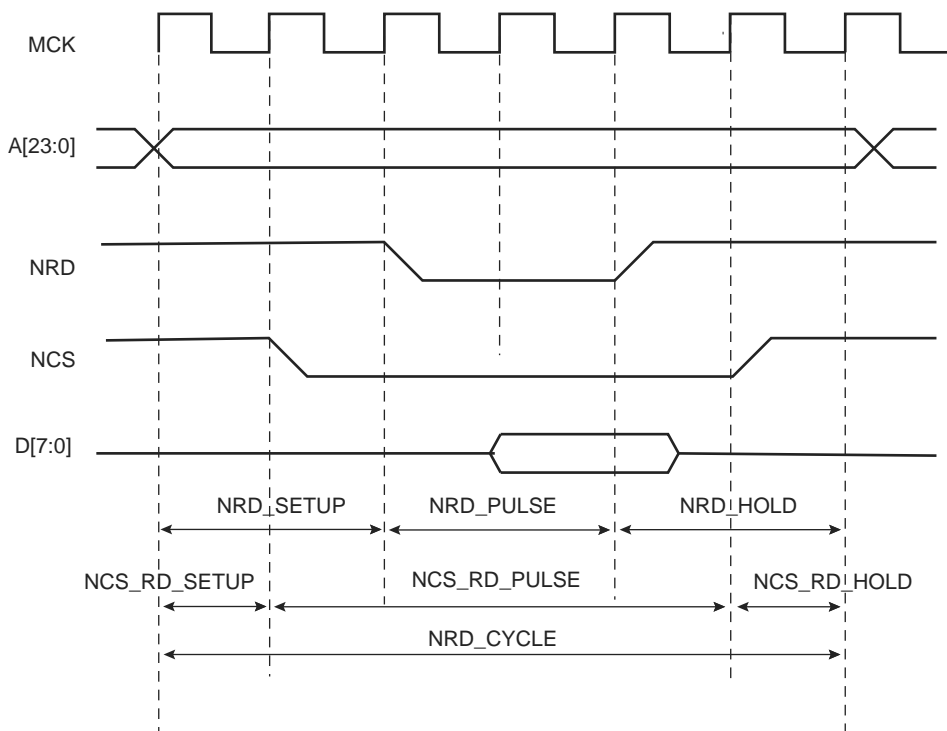 MCK
A[23:0]
NRD
NCS
D[7:0]
NRD_SETUP NRD_PULSE NRD_HOLD
NCS_RD_SETUP NCS_RD_PULSE NCS_RD_HOLD
NRD_CYCLE